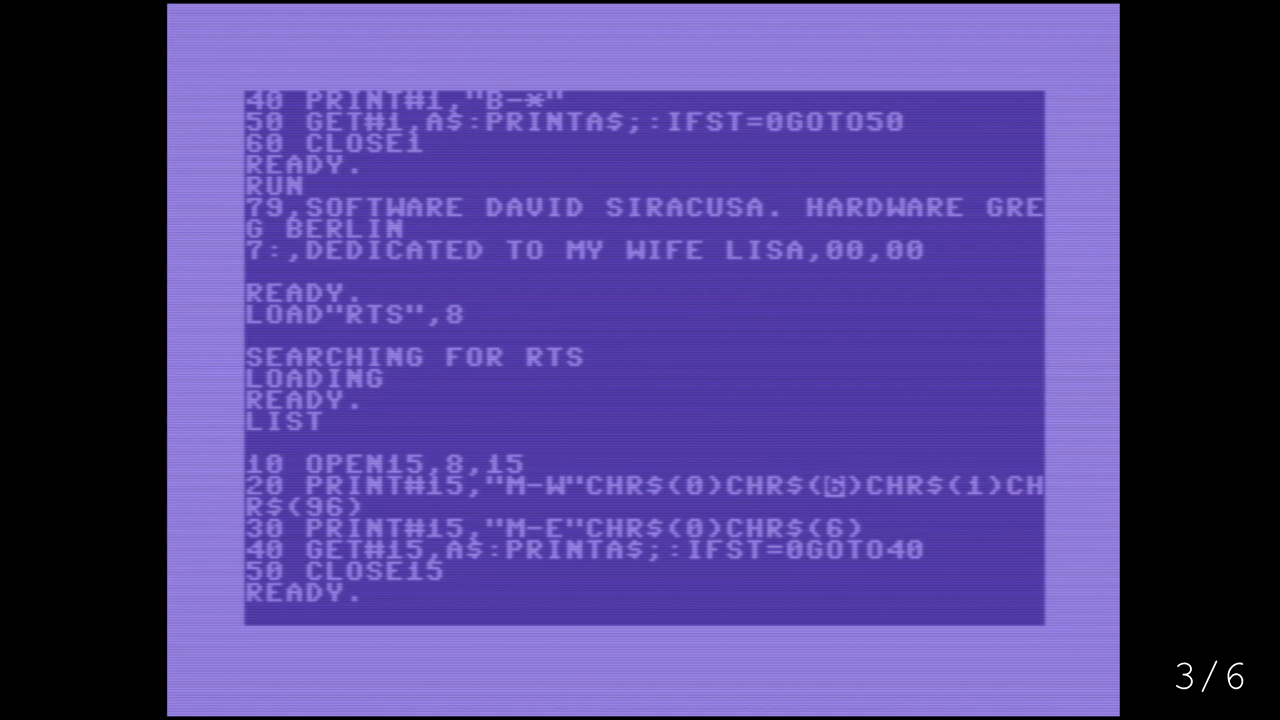 40 PRINT#1,"B-*"
50 GET#1,A$:PRINTA$;:IFST=0GOTO50
60 CLOSE1
READY.
RUN
79,SOFTWARE DAVID SIRACUSA. HARDWARE GRE
G BERLIN
7:,DEDICATED TO MY WIFE LISA,00,00
READY.
LOAD"RTS",8
SEARCHING FOR RTS
LOADING
READY.
LIST
10 OPEN15,8,15
20 PRINT#15,"M-W"CHR$(0)CHR$(6)CHR$(1)CH
R$(96)
30 PRINT#15,"M-E"CHR$(0)CHR$(6)
40 GET#15,A$:PRINTA$;:IFST=0GOTO40
50 CLOSE15
READY.
3/6